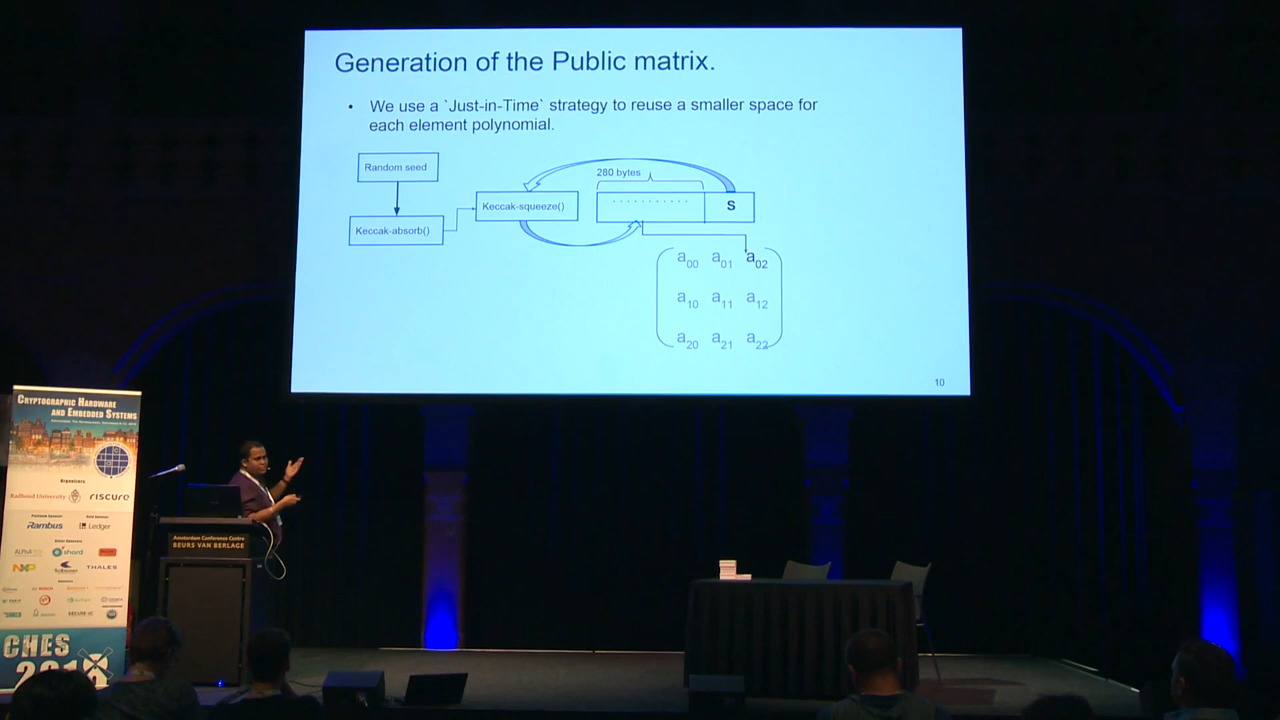 Generation of the Public matrix.
• We use a `Just-in-Time` strategy to reuse a smaller space for
each element polynomial.
Random seed
Keccak-absorb()
Keccak-squeeze()
280 bytes
. . . . . . . . . . .
S
a00 a01 a02
a10 a11 a12
a20 a21 a22
10
Cryptographic Hardware
and Embedded Systems
Organizers
Radboud University
riscure
Rambus
Ledger
eshard
NXP
THALES
CHES
Amsterdam Conference Centre
BEURS VAN BERLAGE